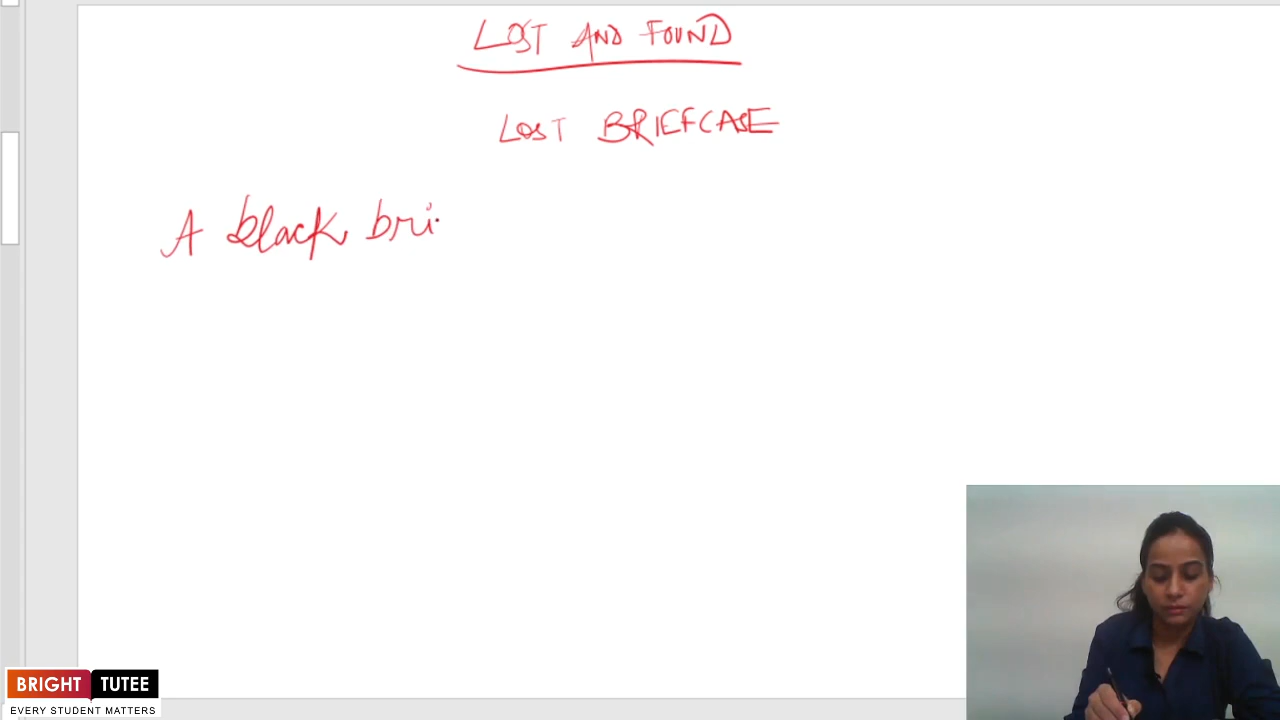 LOST AND FOUND
LOST BRIEFCASE
A black bri
BRIGHT TUTEE
EVERY STUDENT MATTERS